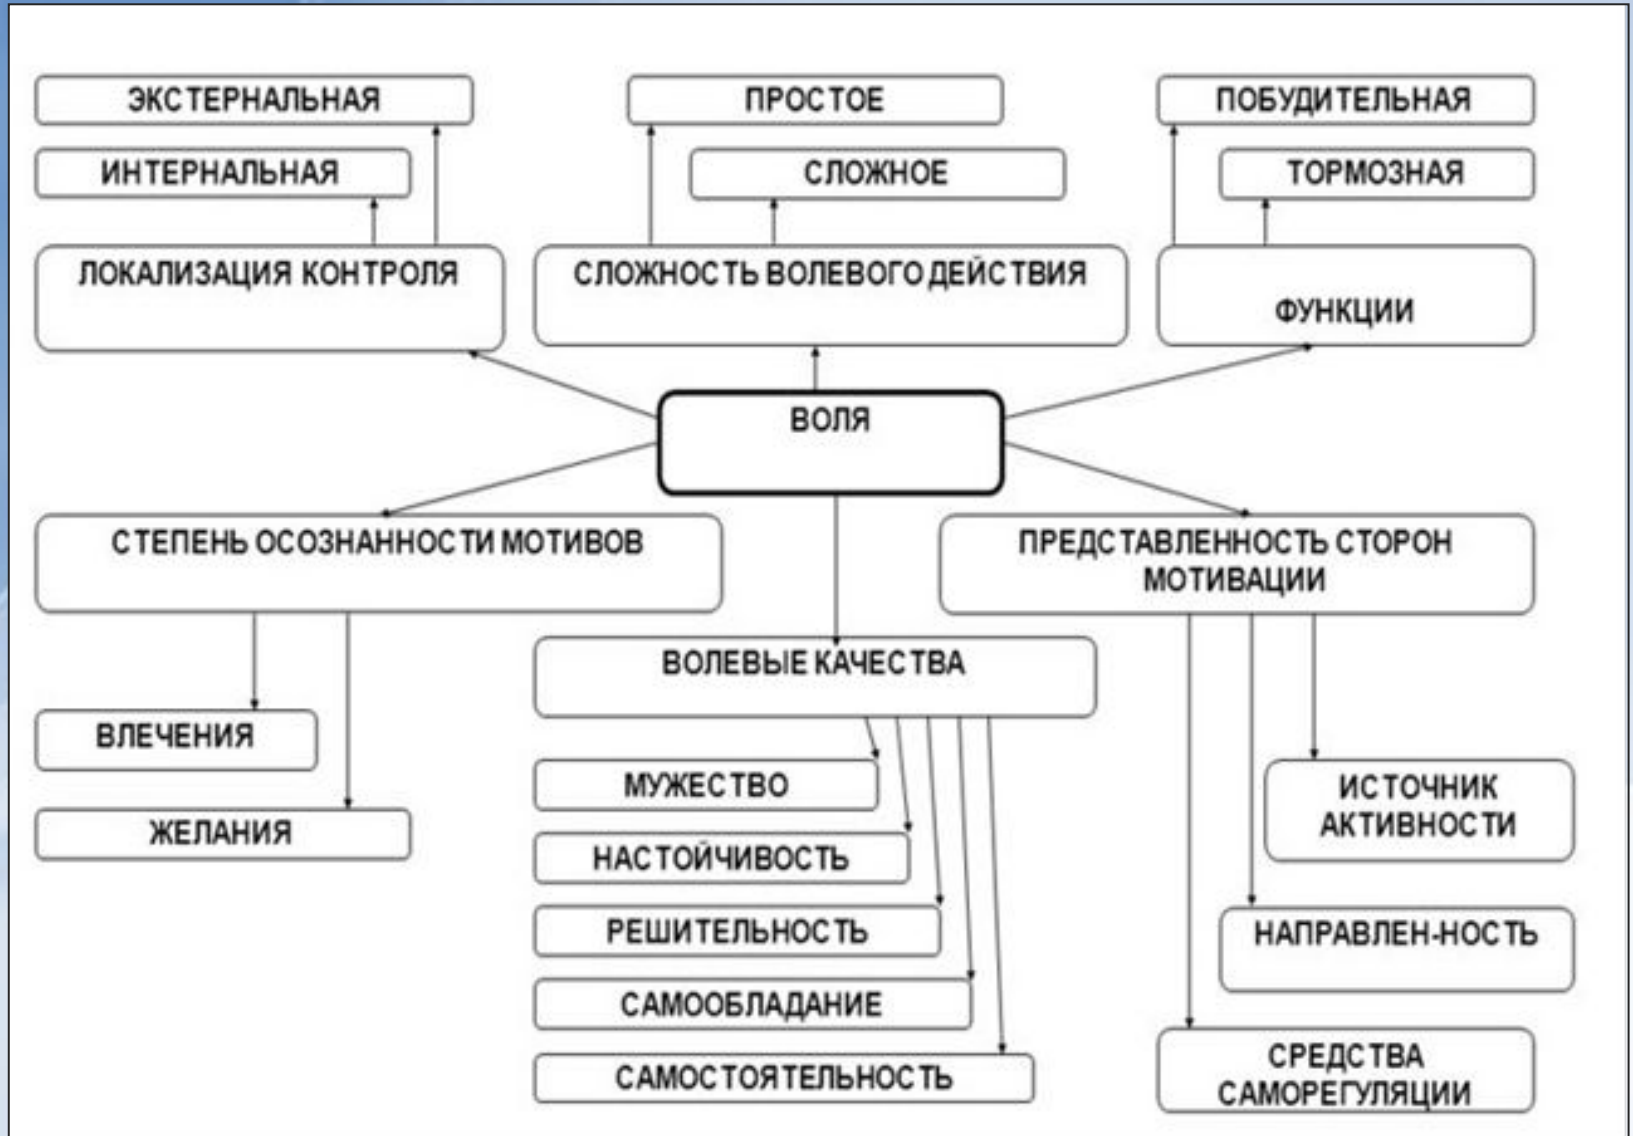 ЭКСТЕРНАЛЬНАЯ
ПРОСТОЕ
ПОБУДИТЕЛЬНАЯ
ИНТЕРНАЛЬНАЯ
СЛОЖНОЕ
ТОРМОЗНАЯ
ЛОКАЛИЗАЦИЯ КОНТРОЛЯ
СЛОЖНОСТЬ ВОЛЕВОГО ДЕЙСТВИЯ
ФУНКЦИИ
ВОЛЯ
СТЕПЕНЬ ОСОЗНАННОСТИ МОТИВОВ
ПРЕДСТАВЛЕННОСТЬ СТОРОН
МОТИВАЦИИ
ВОЛЕВЫЕ КАЧЕСТВА
ВЛЕЧЕНИЯ
ЖЕЛАНИЯ
МУЖЕСТВО
НАСТОЙЧИВОСТЬ
РЕШИТЕЛЬНОСТЬ
САМООБЛАДАНИЕ
САМОСТОЯТЕЛЬНОСТЬ
ИСТОЧНИК
АКТИВНОСТИ
НАПРАВЛЕН-НОСТЬ
СРЕДСТВА
САМОРЕГУЛЯЦИИ